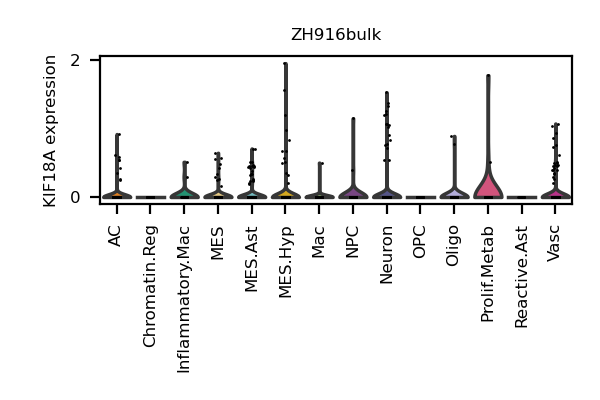 ZH916bulk
KIF18A expression
2
0
AC
Chromatin.Reg
Inflammatory.Mac
MES
MES.Ast
MES.Hyp
Mac
NPC
Neuron
OPC
Oligo
Prolif.Metab
Reactive.Ast
Vasc